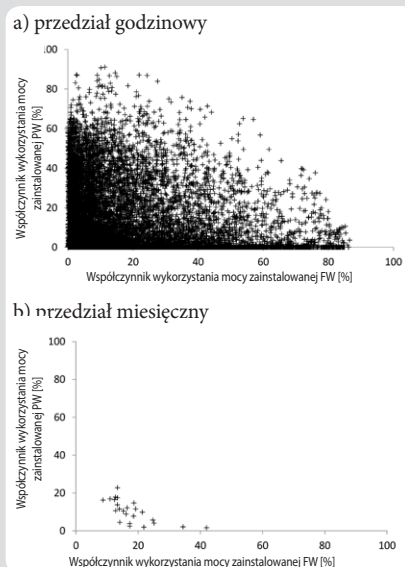 a) przedział godzinowy
Współczynnik wykorzystania mocy
zainstalowanej PW [%]
100
80
60
40
20
0
0 20 40 60 80 100
Współczynnik wykorzystania mocy zainstalowanej FW [%]
b) przedział miesięczny
Współczynnik wykorzystania mocy
zainstalowanej PW [%]
100
80
60
40
20
0
0 20 40 60 80 100
Współczynnik wykorzystania mocy zainstalowanej FW [%]